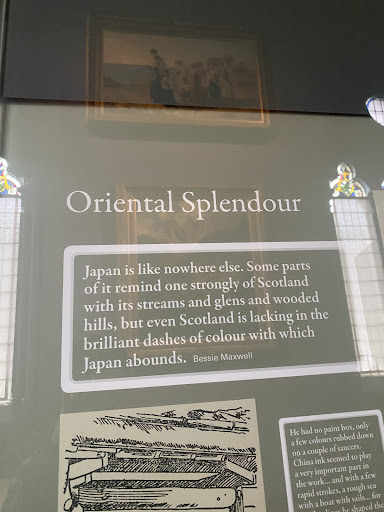 Oriental Splendour
Japan is like nowhere else. Some parts
of it remind one strongly of Scotland
with its streams and glens and wooded
hills, but even Scotland is lacking in the
brilliant dashes of colour with which
Japan abounds. Bessie Maxwell
He had no paint box, only
a few colours rubbed down
on a couple of saucers.
China ink seemed to play
a very important part in
the work... and with a few
rapid strokes, a rough sea
with a boat with sails... for
he shaped the